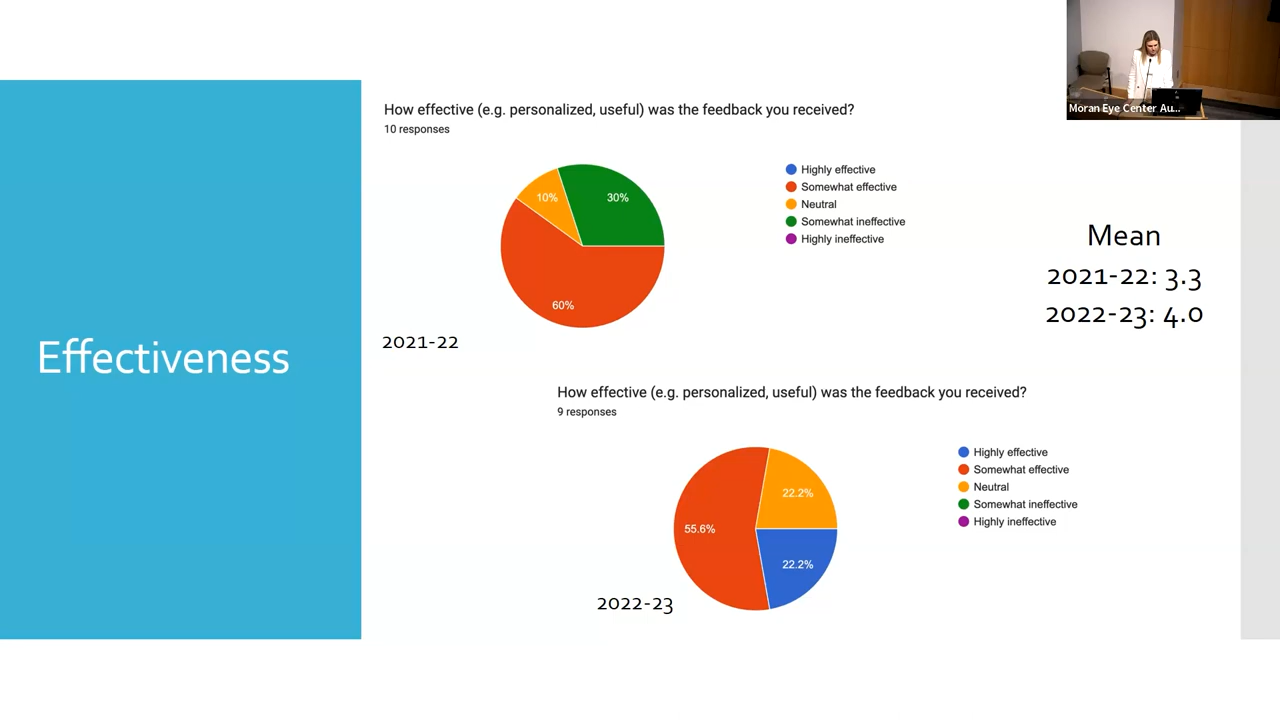 Moran Eye Center Au...
Effectiveness
How effective (e.g. personalized, useful) was the feedback you received?
10 responses
10%
30%
60%
Highly effective
Somewhat effective
Neutral
Somewhat ineffective
Highly ineffective
2021-22
Mean
2021-22: 3.3
2022-23: 4.0
How effective (e.g. personalized, useful) was the feedback you received?
9 responses
22.2%
55.6%
22.2%
Highly effective
Somewhat effective
Neutral
Somewhat ineffective
Highly ineffective
2022-23